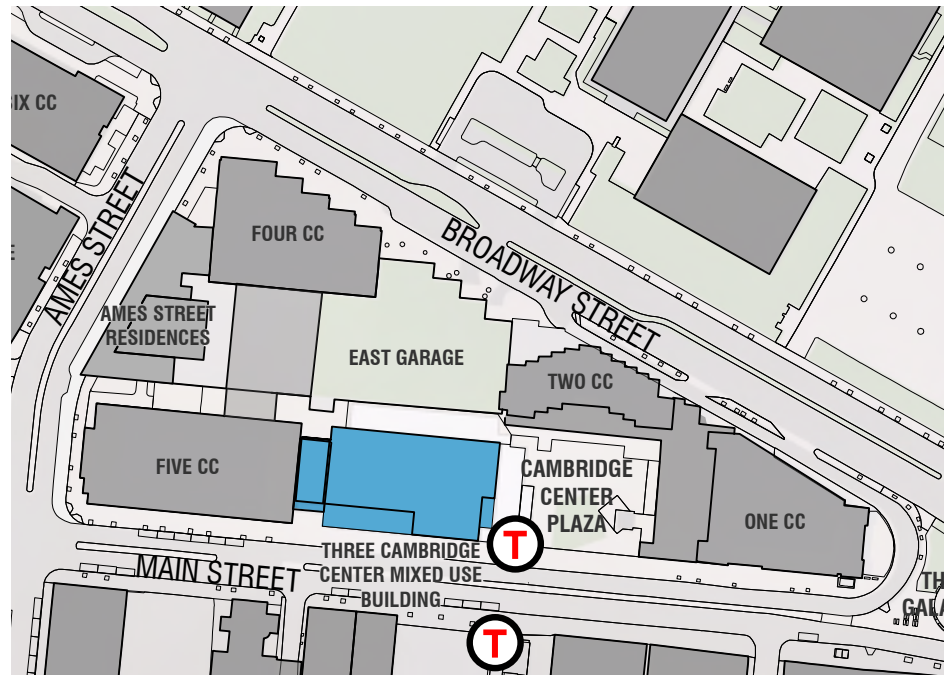 SIX CC
AMES STREET
FOUR CC
BROADWAY STREET
AMES STREET
RESIDENCES
EAST GARAGE
TWO CC
FIVE CC
CAMBRIDGE
CENTER
PLAZA
ONE CC
T
THREE CAMBRIDGE
CENTER MIXED USE
BUILDING
MAIN STREET
T